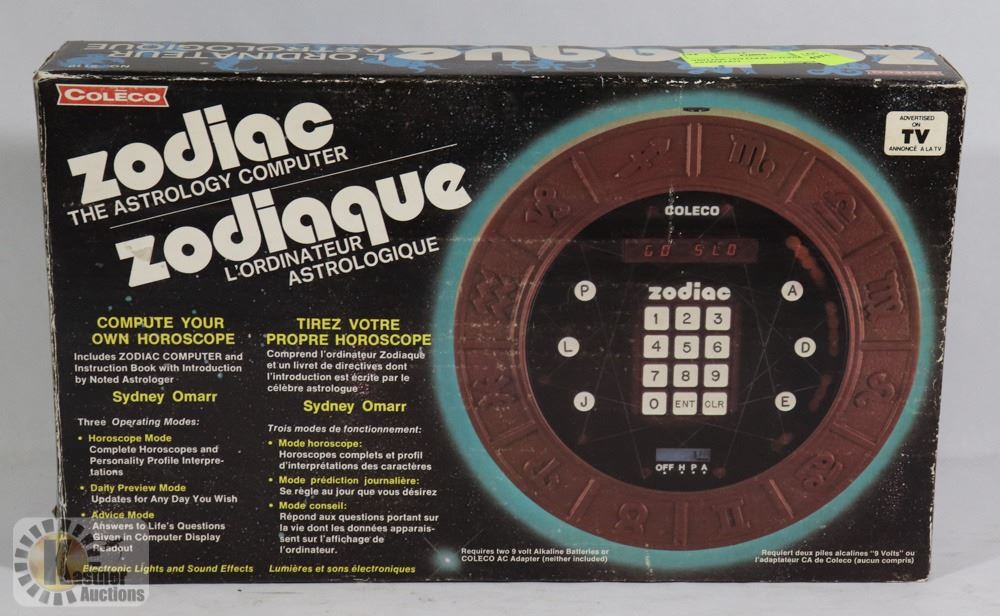 L'ORDINATEUR
ASTROLOGIQUE
zodiaque
COLECO
zodiac
THE ASTROLOGY COMPUTER
zodiaque
L'ORDINATEUR
ASTROLOGIQUE
COMPUTE YOUR
OWN HOROSCOPE
Includes ZODIAC COMPUTER and
Instruction Book with Introduction
by Noted Astrologer
Sydney Omarr
Three Operating Modes:
• Horoscope Mode
Complete Horoscopes and
Personality Profile Interpre-
tations
• Daily Preview Mode
Updates for Any Day You Wish
• Advice Mode
Answers to Life's Questions
Given in Computer Display
Readout
Electronic Lights and Sound Effects
TIREZ VOTRE
PROPRE HOROSCOPE
Comprend l'ordinateur Zodiaque
et un livret de directives dont
l'introduction est écrite par le
célèbre astrologue
Sydney Omarr
Trois modes de fonctionnement:
• Mode horoscope:
Horoscopes complets et profil
d'interprétations des caractères
• Mode prédiction journalière:
Se règle au jour que vous désirez
• Mode conseil:
Répond aux questions portant sur
la vie dont les données apparais-
sent sur l'affichage de
l'ordinateur.
Lumières et sons électroniques
ADVERTISED
ON
TV
ANNONCÉ A LA TV
COLECO
GO SLO
zodiac
P A
1 2 3
L D
4 5 6
7 8 9
J E
0 ENT CLR
OFF H P A
Requires two 9 volt Alkaline Batteries or
COLECO AC Adapter (neither included)
Requiert deux piles alcalines "9 Volts" ou
l'adaptateur CA de Coleco (aucun compris)
Kastner
Auctions